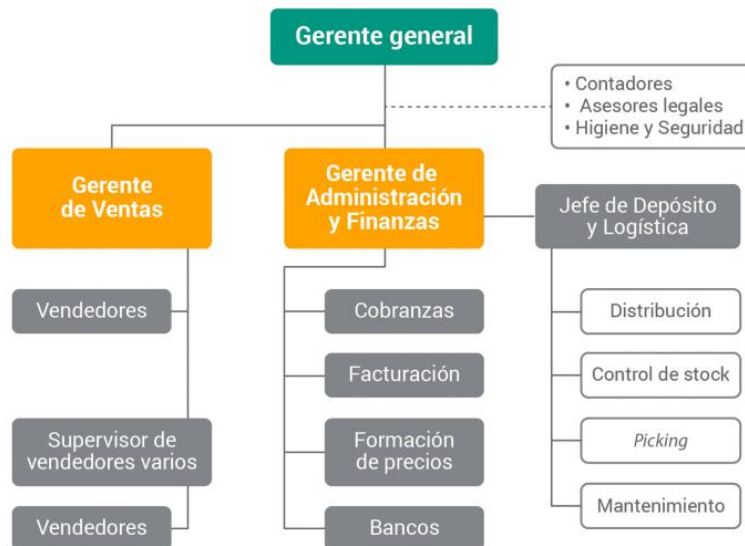 Gerente general
• Contadores
• Asesores legales
• Higiene y Seguridad
Gerente
de Ventas
Gerente de
Administración
y Finanzas
Jefe de Depósito
y Logística
Vendedores
Supervisor de
vendedores varios
Vendedores
Cobranzas
Facturación
Formación
de precios
Bancos
Distribución
Control de stock
Picking
Mantenimiento